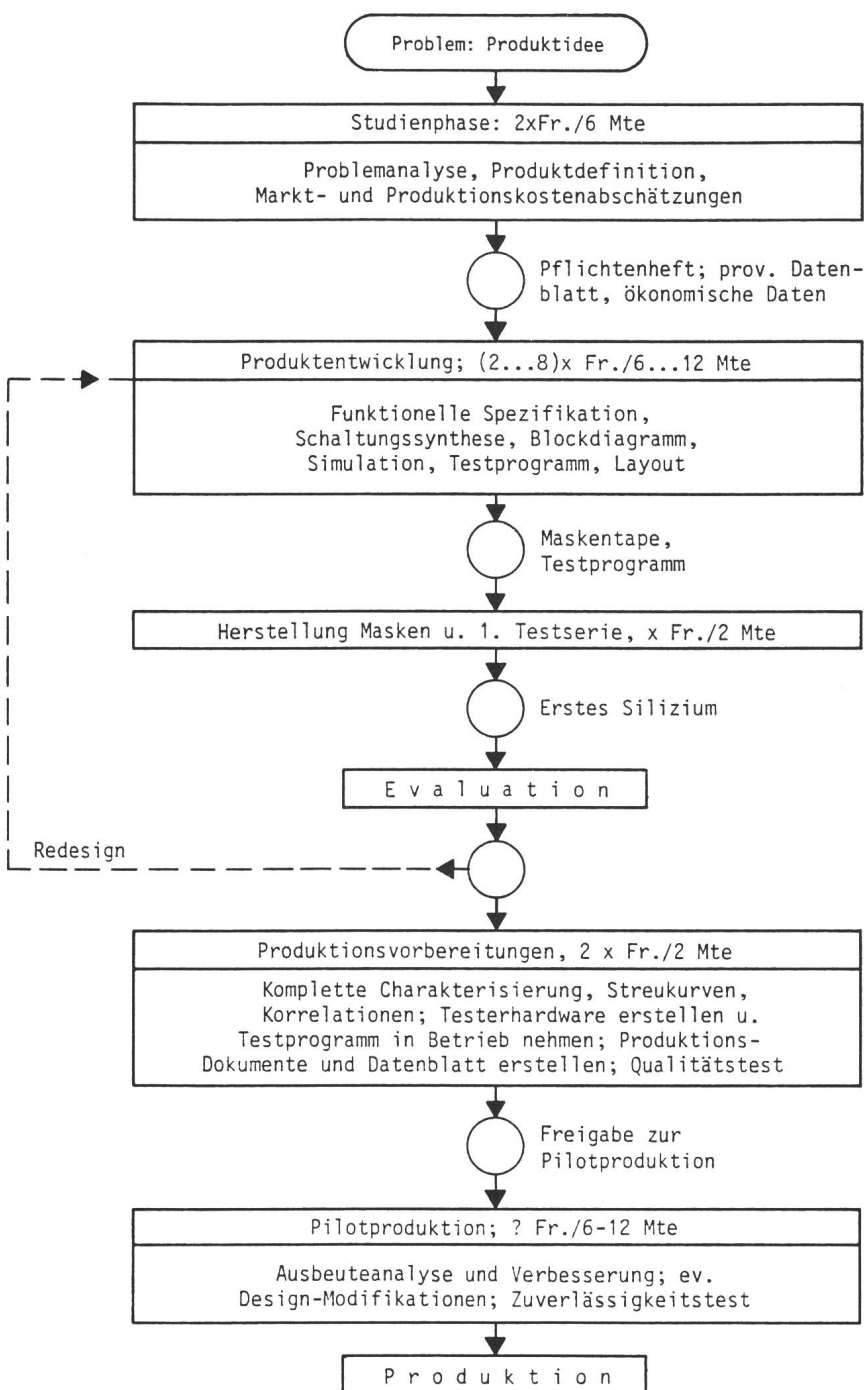 Problem: Produktidee
Studienphase: 2xFr./6 Mte
Problemanalyse, Produktdefinition,
Markt- und Produktionskostenabschätzungen
Pflichtenheft; prov. Daten-
blatt, ökonomische Daten
Produktentwicklung; (2...8)x Fr./6...12 Mte
Funktionelle Spezifikation,
Schaltungssynthese, Blockdiagramm,
Simulation, Testprogramm, Layout
Maskentape,
Testprogramm
Herstellung Masken u. 1. Testserie, x Fr./2 Mte
Erstes Silizium
E v a l u a t i o n
Redesign
Produktionsvorbereitungen, 2 x Fr./2 Mte
Komplette Charakterisierung, Streukurven,
Korrelationen; Testerhardware erstellen u.
Testprogramm in Betrieb nehmen; Produktions-
Dokumente und Datenblatt erstellen; Qualitätstest
Freigabe zur
Pilotproduktion
Pilotproduktion; ? Fr./6-12 Mte
Ausbeuteanalyse und Verbesserung; ev.
Design-Modifikationen; Zuverlässigkeitstest
P r o d u k t i o n